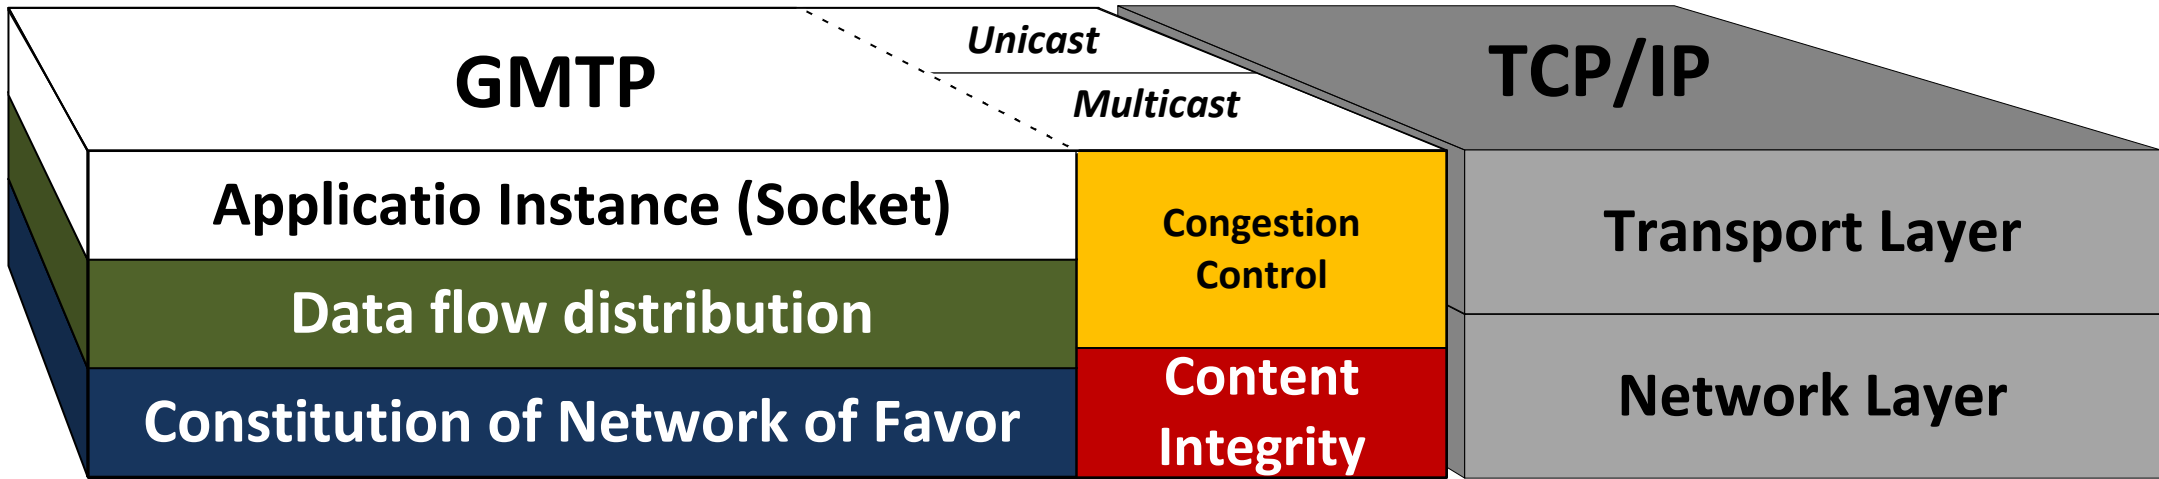 GMTP
Unicast
Multicast
TCP/IP
Applicatio Instance (Socket)
Data flow distribution
Constitution of Network of Favor
Congestion
Control
Content
Integrity
Transport Layer
Network Layer